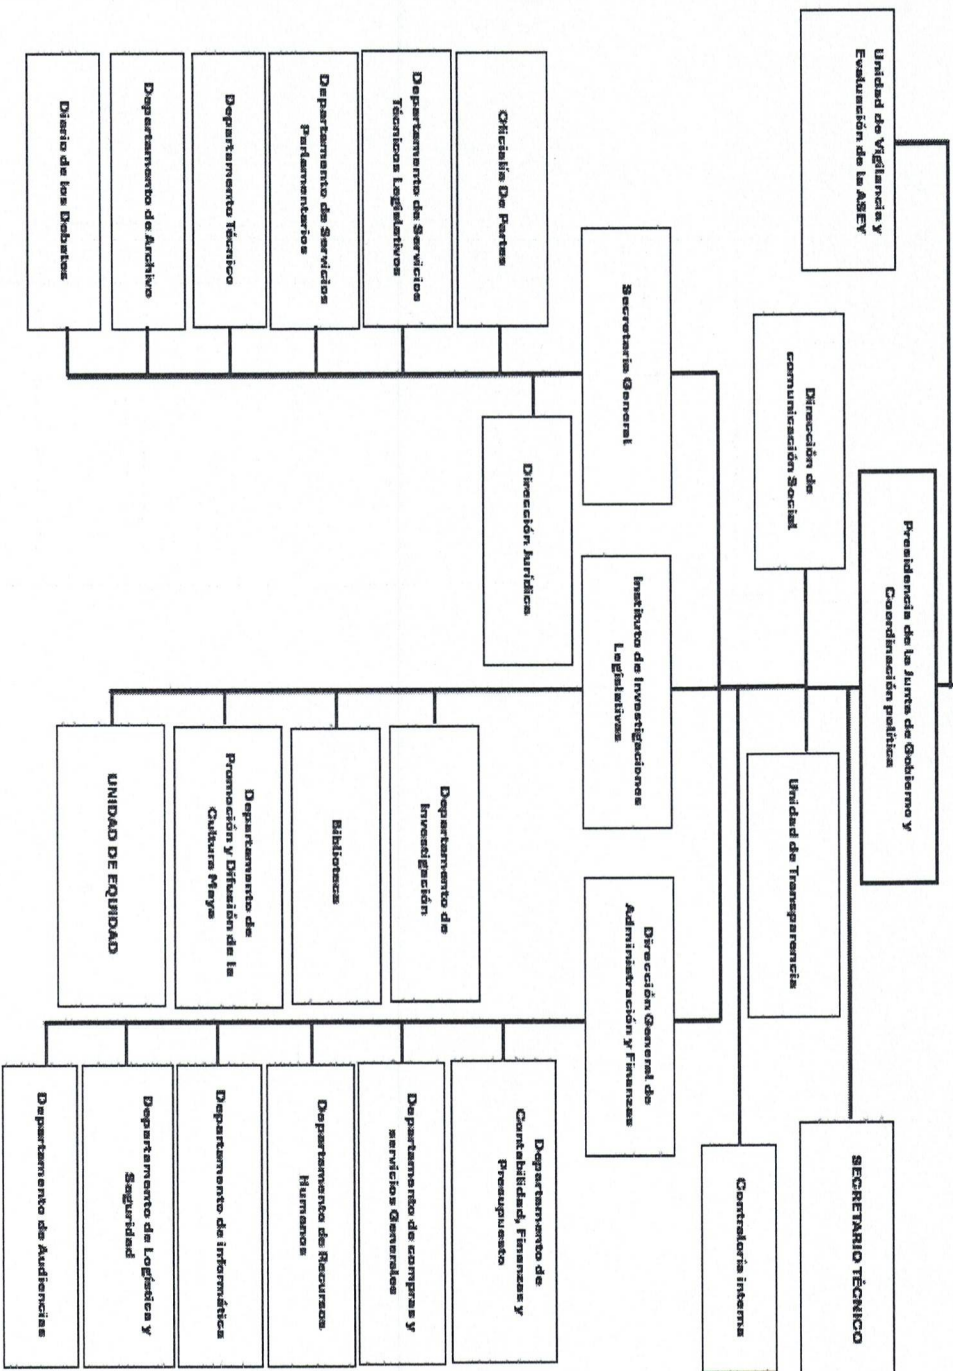 Unidad de Vigilancia y
Evaluación de la ASEY
Presidencia de la Junta de Gobierno y
Coordinación política
SECRETARIO TÉCNICO
Dirección de
comunicación Social
Unidad de Transparencia
Contraloría interna
Secretaría General
Instituto de Investigaciones
Legislativas
Dirección General de
Administración y Finanzas
Oficialía De Partes
Departamento de Servicios
Técnicos Legislativos
Departamento de Servicios
Parlamentarios
Departamento Técnico
Departamento de Archivo
Diario de los Debates
Dirección Jurídica
Departamento de
Investigación
Biblioteca
Departamento de
Promoción y Difusión de la
Cultura Maya
UNIDAD DE EQUIDAD
Departamento de
Contabilidad, Finanzas y
Presupuesto
Departamento de compras y
servicios Generales
Departamento de Recursos
Humanos
Departamento de informática
Departamento de Logística y
Seguridad
Departamento de Audiencias